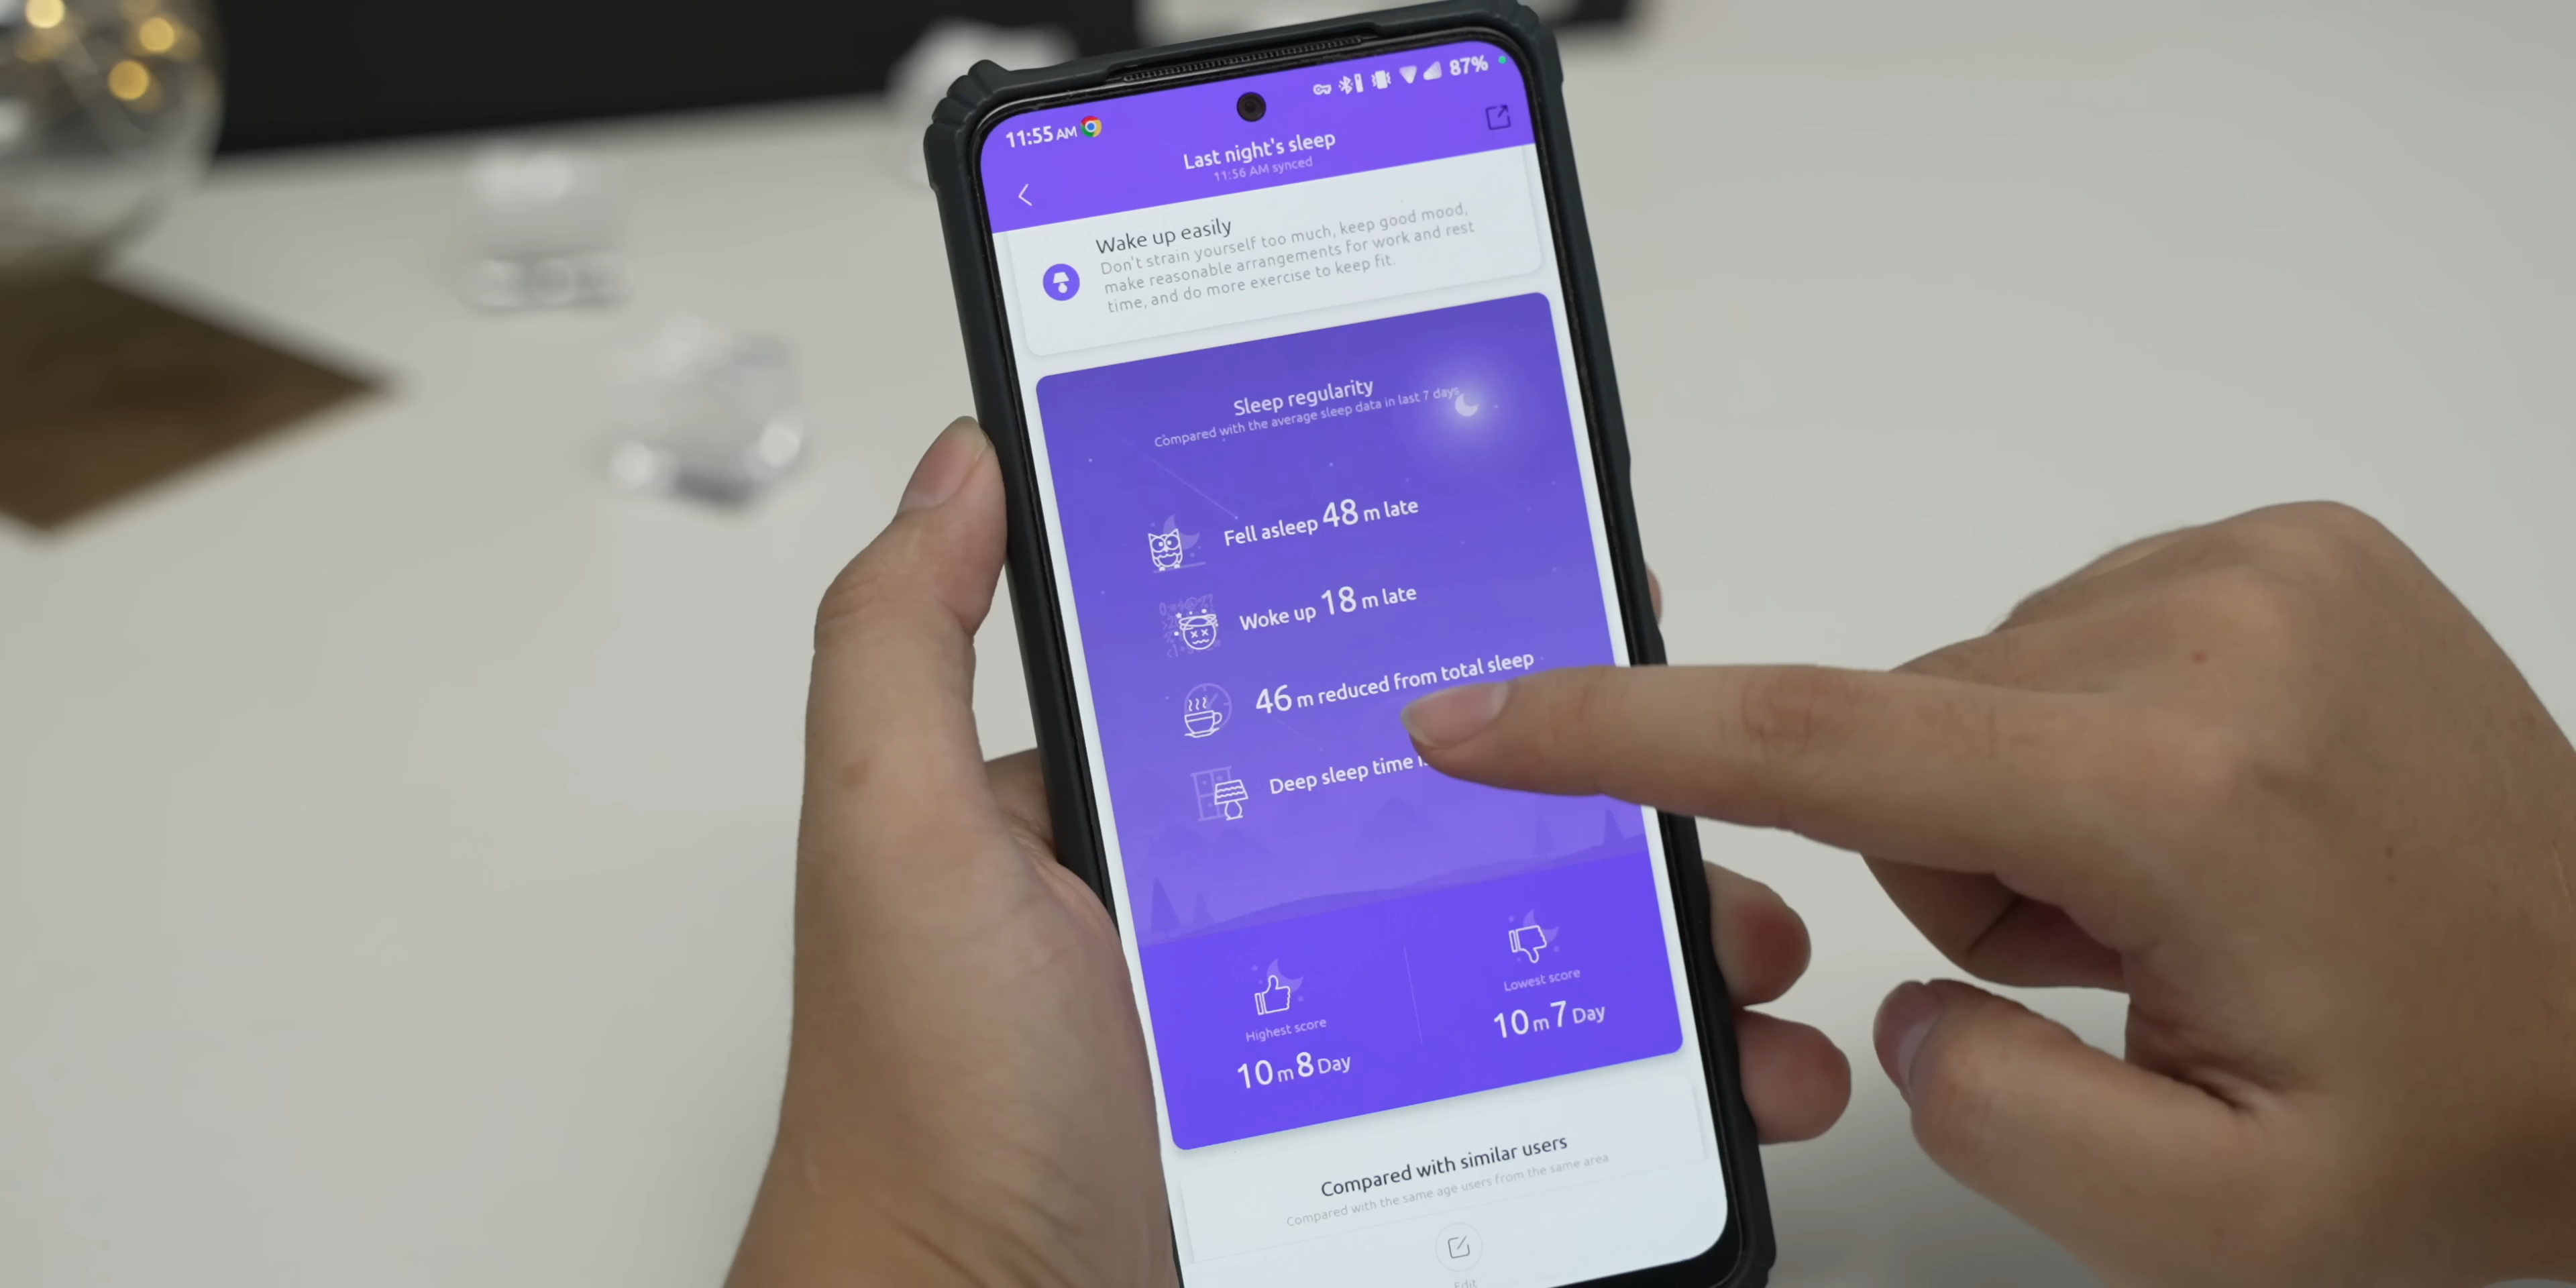 11:55 AM
87%
Last night's sleep
11:56 AM synced
Wake up easily
Don't strain yourself too much, keep good mood,
make reasonable arrangements for work and rest
time, and do more exercise to keep fit.
Sleep regularity
Compared with the average sleep data in last 7 days
Fell asleep 48 m late
Woke up 18 m late
46 m reduced from total sleep
Deep sleep time
Highest score
10 m 8 Day
Lowest score
10 m 7 Day
Compared with similar users
Compared with the same age users from the same area
Edit